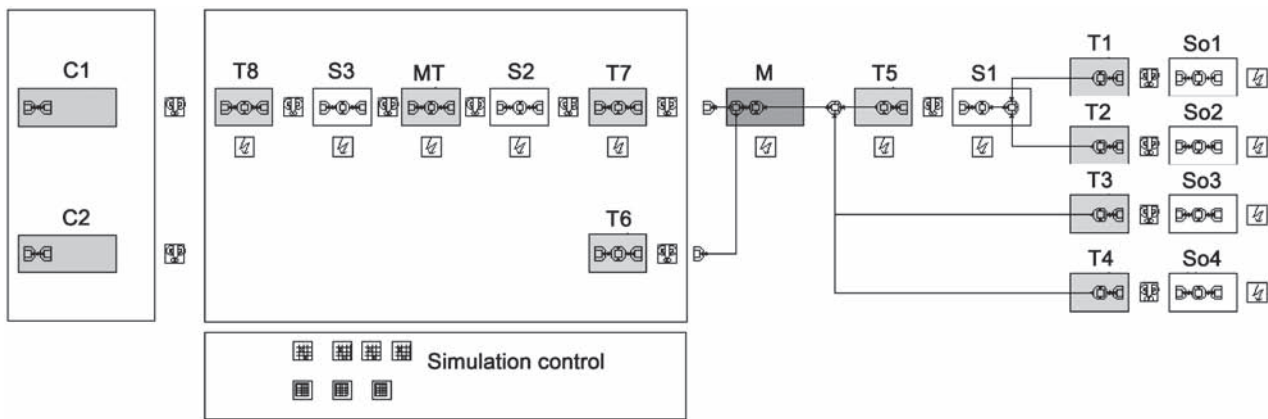 C1
T8
S3
MT
S2
T7
M
T5
S1
T1
So1
T2
So2
C2
T6
T3
So3
T4
So4
Simulation control